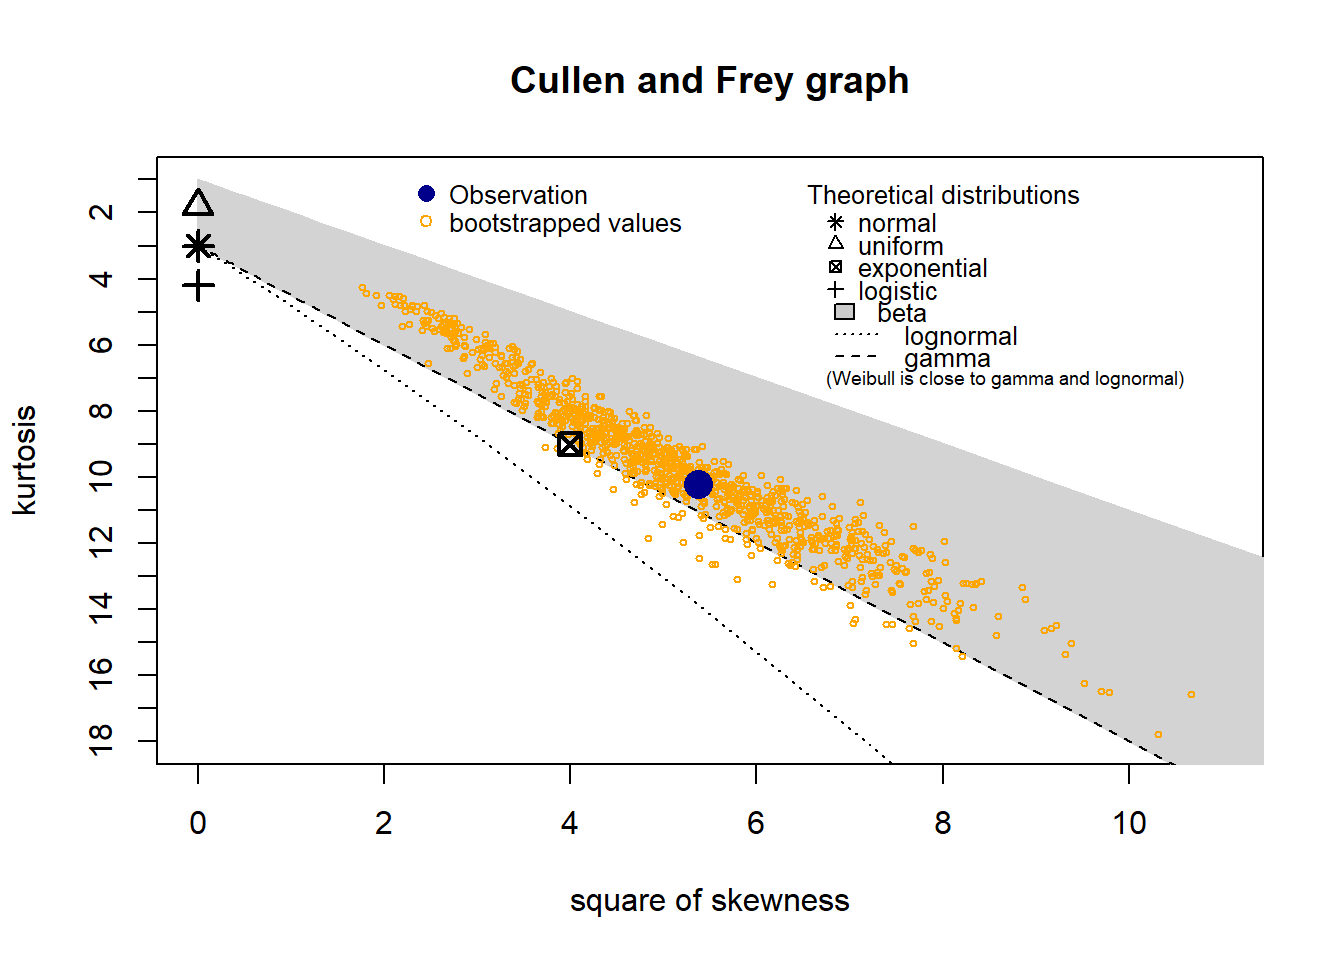 Cullen and Frey graph
Observation
bootstrapped values
Theoretical distributions
normal
uniform
exponential
logistic
beta
lognormal
gamma
(Weibull is close to gamma and lognormal)
kurtosis
2
4
6
8
10
12
14
16
18
0 2 4 6 8 10
square of skewness